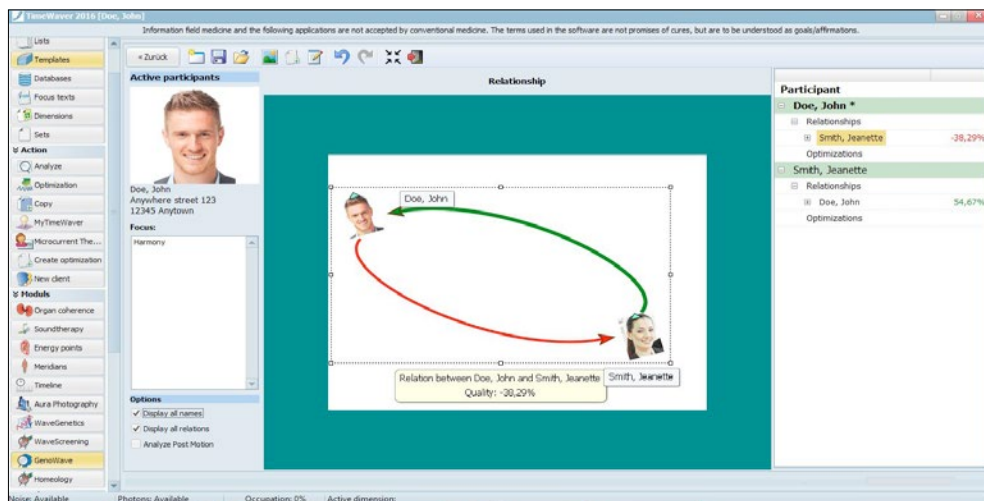 TimeWaver 2016 [Doe, John]
Information field medicine and the following applications are not accepted by conventional medicine. The terms used in the software are not promises of cures, but are to be understood as goals/affirmations.
Lists
Templates
Databases
Focus texts
Dimensions
Sets
Action
Analyze
Optimization
Copy
MyTimeWaver
Microcurrent The...
Create optimization
New client
Moduls
Organ coherence
Soundtherapy
Energy points
Meridians
Timeline
Aura Photography
WaveGenetics
WaveScreening
GenoWave
Homeology
« Zurück
Active participants
Doe, John
Anywhere street 123
12345 Anytown
Focus:
Harmony
Options
Display all names
Display all relations
Analyze Post Motion
Relationship
Doe, John
Smith, Jeanette
Relation between Doe, John and Smith, Jeanette
Quality: -38,29%
Participant
Doe, John *
Relationships
Smith, Jeanette -38,29%
Optimizations
Smith, Jeanette
Relationships
Doe, John 54,67%
Optimizations
Noise: Available Photons: Available Occupation: 0% Active dimension: